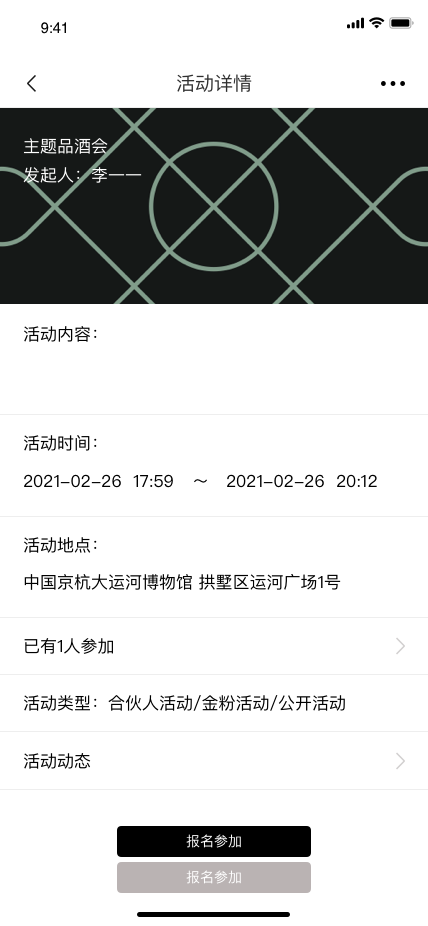 9:41
活动详情
主题品酒会
发起人：李一一
活动内容：
活动时间：
2021-02-26 17:59 ～ 2021-02-26 20:12
活动地点：
中国京杭大运河博物馆 拱墅区运河广场1号
已有1人参加
活动类型：合伙人活动/金粉活动/公开活动
活动动态
报名参加
报名参加